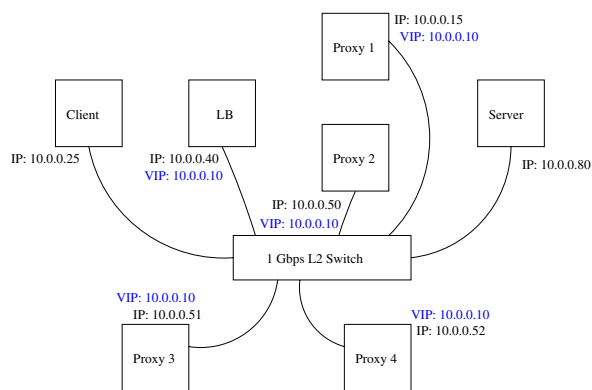 IP: 10.0.0.15
VIP: 10.0.0.10
Proxy 1
Client
LB
Server
IP: 10.0.0.25
IP: 10.0.0.40
VIP: 10.0.0.10
Proxy 2
IP: 10.0.0.80
IP: 10.0.0.50
VIP: 10.0.0.10
1 Gbps L2 Switch
VIP: 10.0.0.10
IP: 10.0.0.51
Proxy 3
VIP: 10.0.0.10
IP: 10.0.0.52
Proxy 4